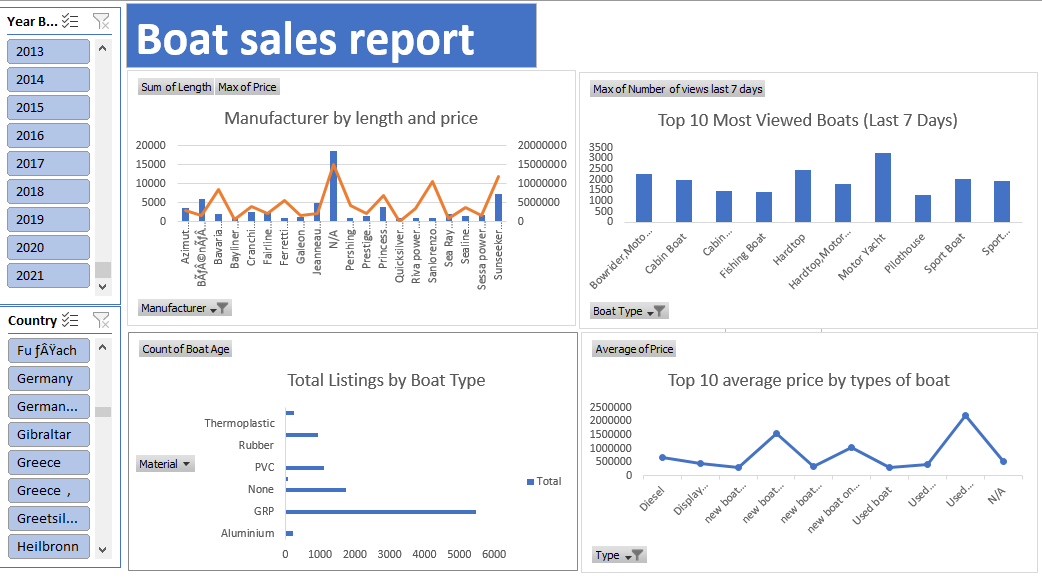 Year B...
2013
2014
2015
2016
2017
2018
2019
2020
2021
Country
Fu ƒÂŸach
Germany
German...
Gibraltar
Greece
Greece ,
Greetsil...
Heilbronn
Boat sales report
Sum of Length Max of Price
Manufacturer by length and price
20000
15000
10000
5000
0
20000000
15000000
10000000
5000000
0
Azimut...
BÃƒÂ©nÃƒÂ...
Bavaria...
Bayliner...
Cranchi...
Fairline...
Ferretti...
Galeon...
Jeanneau...
N/A
Pershing...
Prestige...
Princess...
Quicksilver...
Riva power...
Sanlorenzo...
Sea Ray...
Sealine...
Sessa power...
Sunseeker...
Manufacturer
Max of Number of views last 7 days
Top 10 Most Viewed Boats (Last 7 Days)
3500
3000
2500
2000
1500
1000
500
0
Bowrider,Moto...
Cabin Boat
Cabin...
Fishing Boat
Hardtop
Hardtop,Motor...
Motor Yacht
Pilothouse
Sport Boat
Sport...
Boat Type
Count of Boat Age
Total Listings by Boat Type
Thermoplastic
Rubber
PVC
None
GRP
Aluminium
0 1000 2000 3000 4000 5000 6000
Material
Total
Average of Price
Top 10 average price by types of boat
2500000
2000000
1500000
1000000
500000
0
Diesel
Display...
new boat...
new boat...
new boat...
new boat on...
Used boat
Used...
Used...
N/A
Type